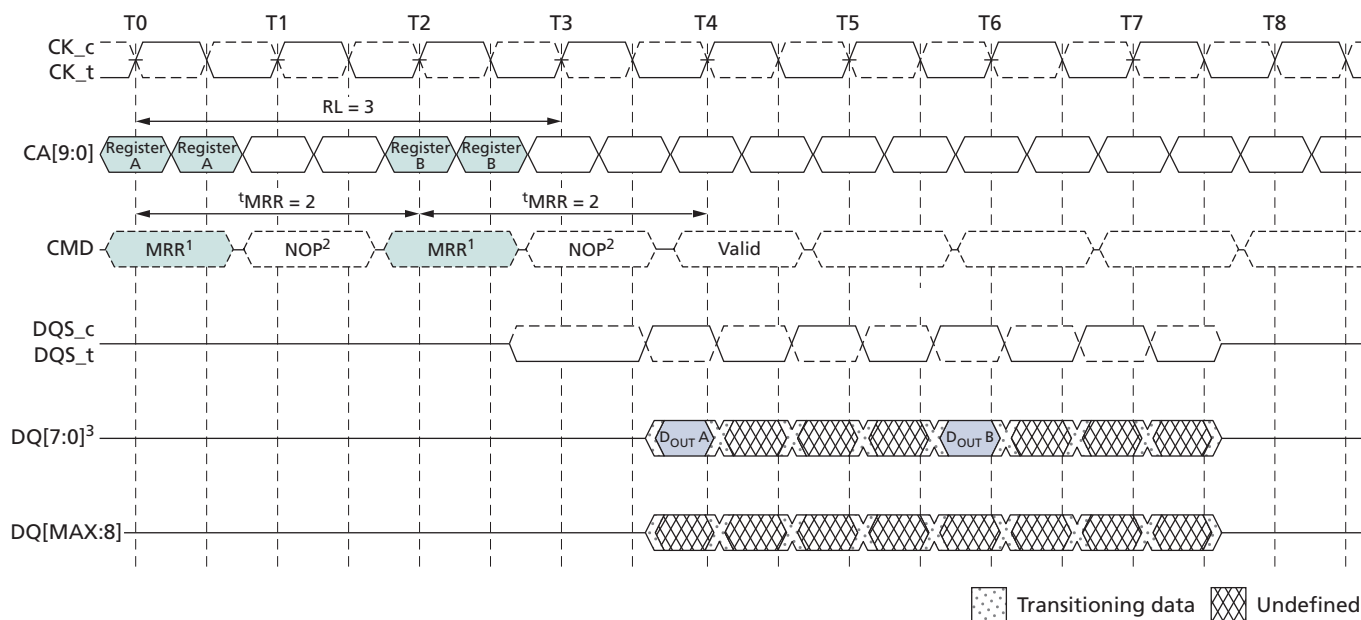 T0 T1 T2 T3 T4 T5 T6 T7 T8
CK_c
CK_t
RL = 3
CA[9:0]
Register A Register A Register B Register B
tMRR = 2 tMRR = 2
CMD MRR1 NOP2 MRR1 NOP2 Valid
DQS_c
DQS_t
DQ[7:0]3 DOUT A DOUT B
DQ[MAX:8]
Transitioning data Undefined